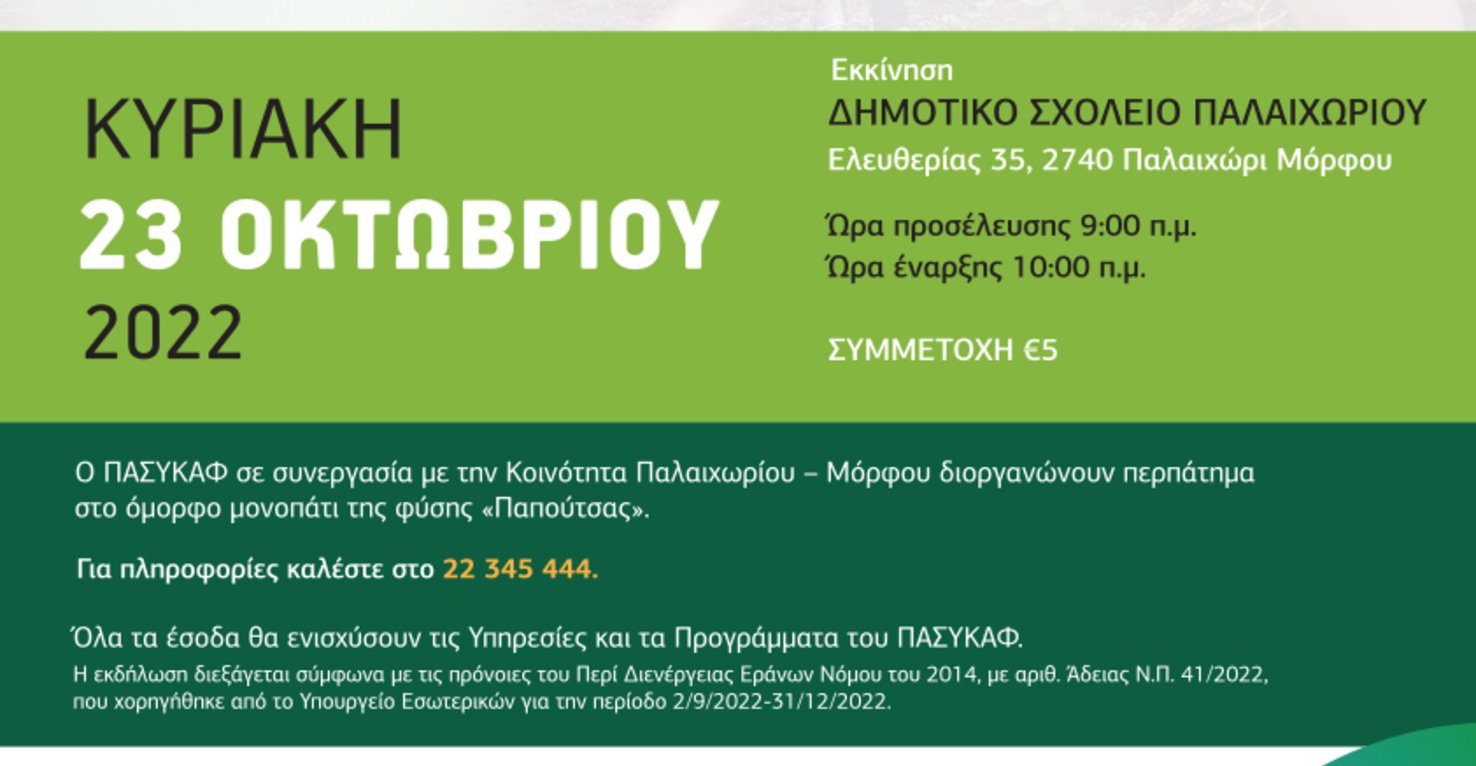 ΚΥΡΙΑΚΗ
23 ΟΚΤΩΒΡΙΟΥ
2022
Εκκίνηση
ΔΗΜΟΤΙΚΟ ΣΧΟΛΕΙΟ ΠΑΛΑΙΧΩΡΙΟΥ
Ελευθερίας 35, 2740 Παλαιχώρι Μόρφου
Ώρα προσέλευσης 9:00 π.μ.
Ώρα έναρξης 10:00 π.μ.
ΣΥΜΜΕΤΟΧΗ €5
Ο ΠΑΣΥΚΑΦ σε συνεργασία με την Κοινότητα Παλαιχωρίου – Μόρφου διοργανώνουν περπάτημα
στο όμορφο μονοπάτι της φύσης «Παπούτσας».
Για πληροφορίες καλέστε στο 22 345 444.
Όλα τα έσοδα θα ενισχύσουν τις Υπηρεσίες και τα Προγράμματα του ΠΑΣΥΚΑΦ.
Η εκδήλωση διεξάγεται σύμφωνα με τις πρόνοιες του Περί Διενέργειας Εράνων Νόμου του 2014, με αριθ. Άδειας Ν.Π. 41/2022,
που χορηγήθηκε από το Υπουργείο Εσωτερικών για την περίοδο 2/9/2022-31/12/2022.